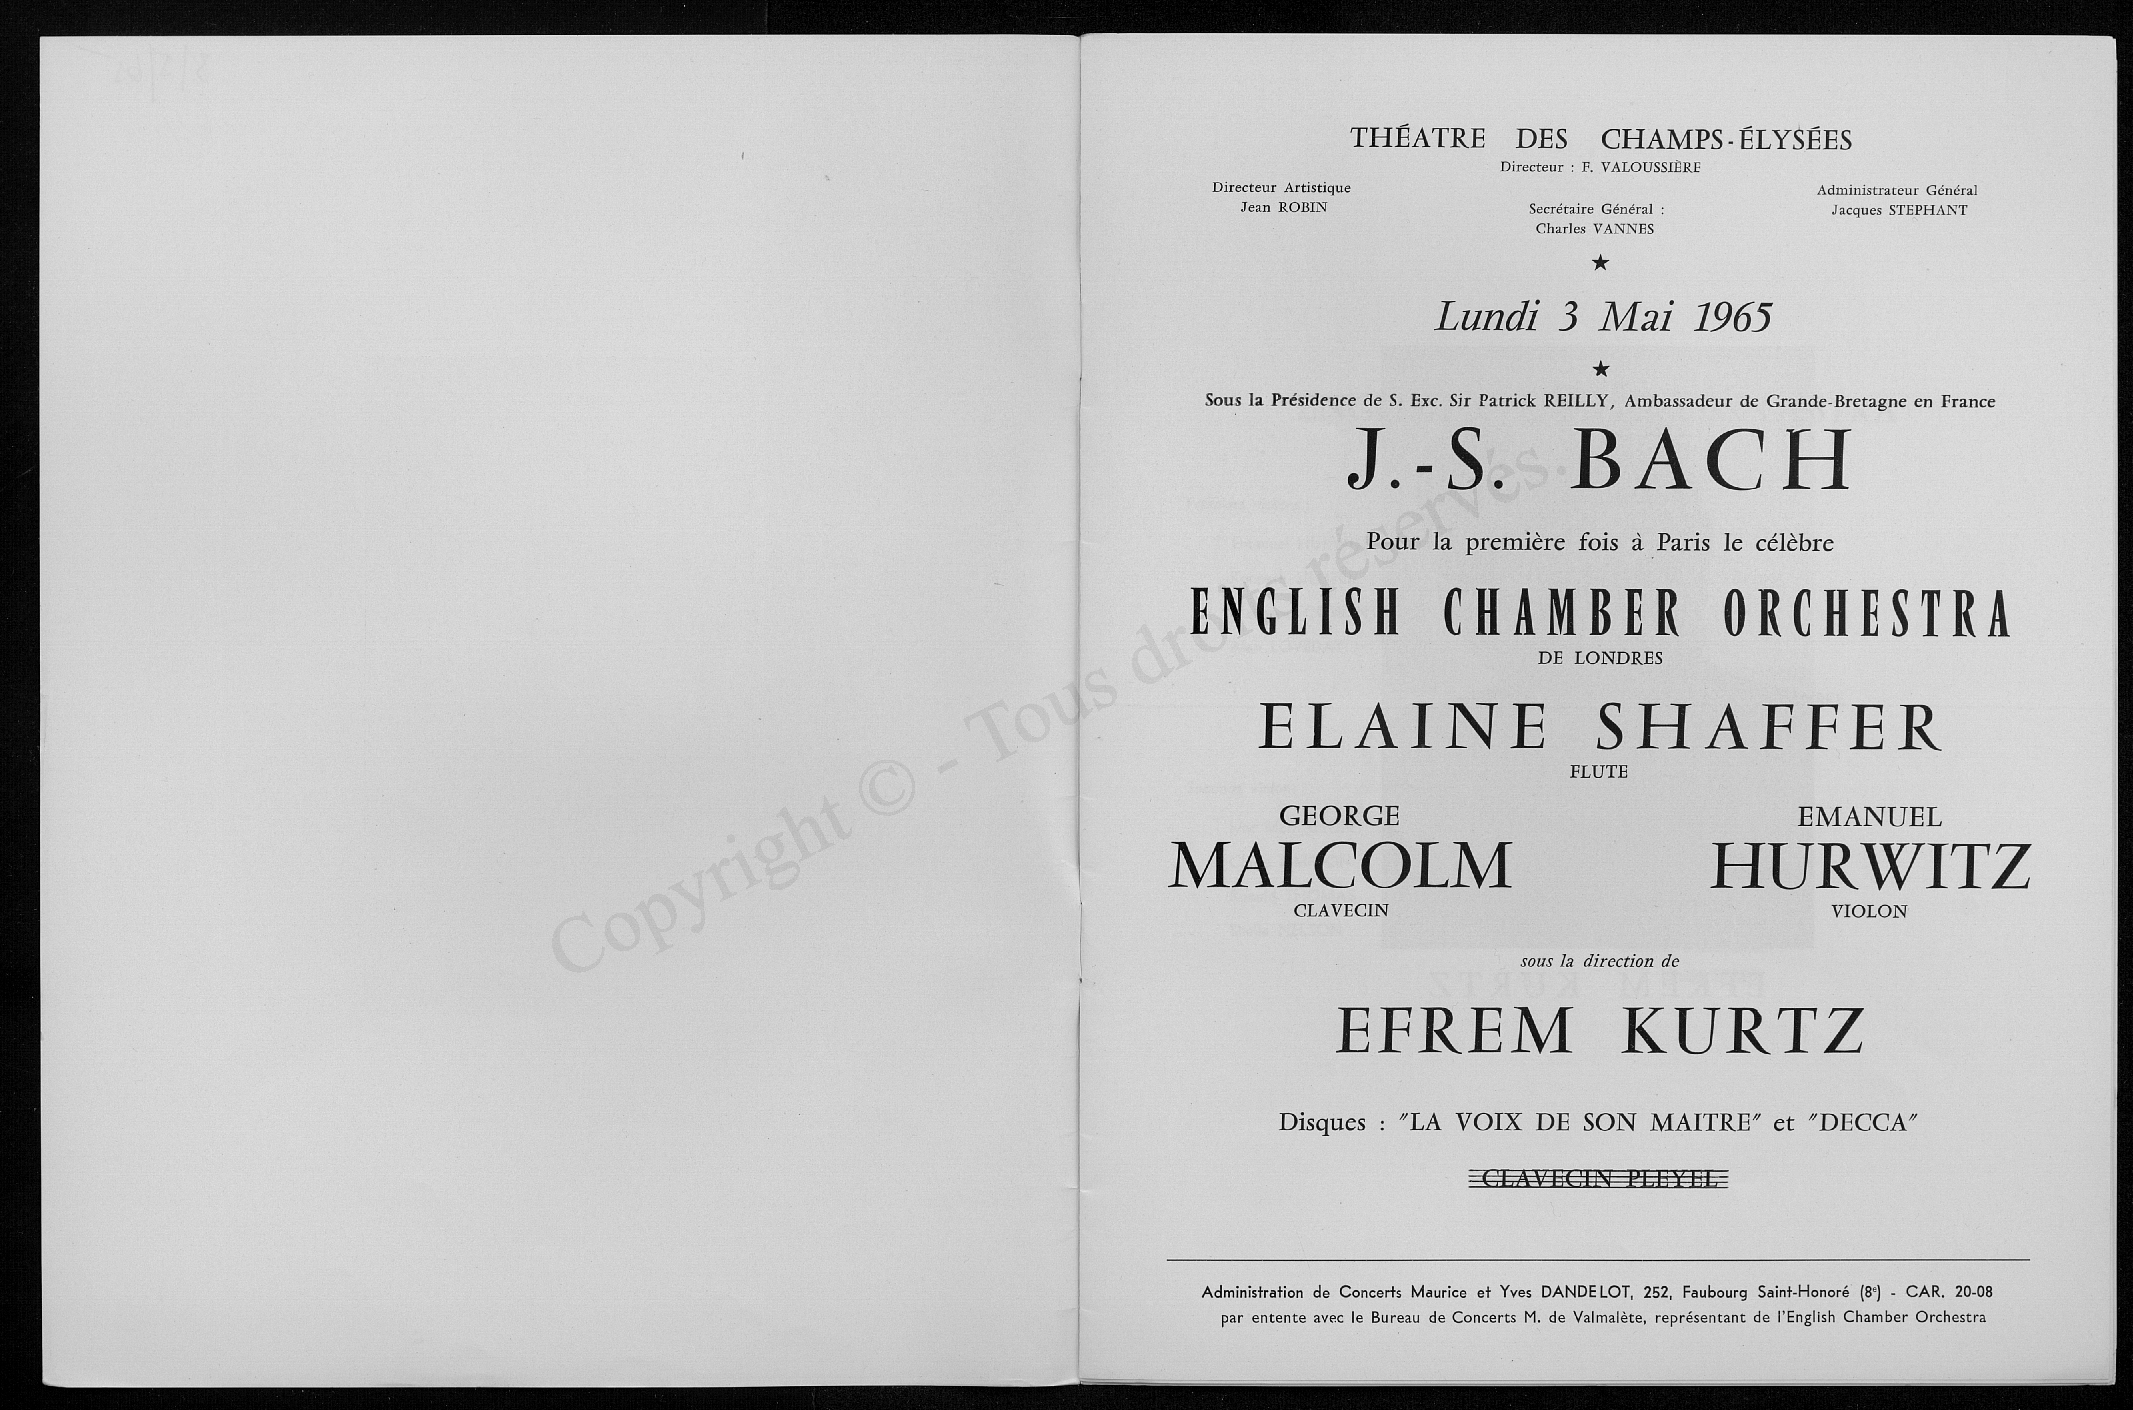 THÉATRE DES CHAMPS-ÉLYSÉES
Directeur : F. VALOUSSIÈRE
Directeur Artistique
Jean ROBIN
Secrétaire Général :
Charles VANNES
Administrateur Général
Jacques STEPHANT
★
Lundi 3 Mai 1965
★
Sous la Présidence de S. Exc. Sir Patrick REILLY, Ambassadeur de Grande-Bretagne en France
J.-S. BACH
Pour la première fois à Paris le célèbre
ENGLISH CHAMBER ORCHESTRA
DE LONDRES
ELAINE SHAFFER
FLUTE
GEORGE
MALCOLM
CLAVECIN
EMANUEL
HURWITZ
VIOLON
sous la direction de
EFREM KURTZ
Disques : "LA VOIX DE SON MAITRE" et "DECCA"
CLAVECIN PLEYEL
Administration de Concerts Maurice et Yves DANDELOT, 252, Faubourg Saint-Honoré (8e) - CAR. 20-08
par entente avec le Bureau de Concerts M. de Valmalète, représentant de l'English Chamber Orchestra
Copyright © - Tous droits réservés.